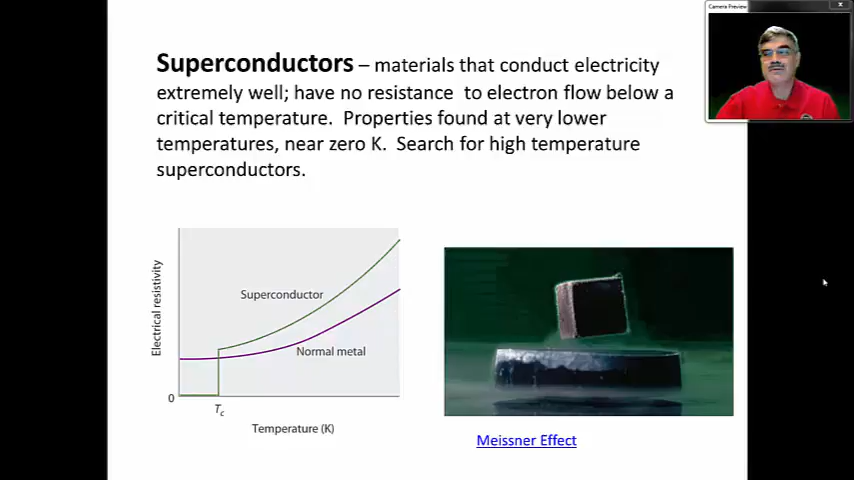 Camera Preview
Superconductors – materials that conduct electricity
extremely well; have no resistance to electron flow below a
critical temperature. Properties found at very lower
temperatures, near zero K. Search for high temperature
superconductors.
Electrical resistivity
Superconductor
Normal metal
0
Tc
Temperature (K)
Meissner Effect